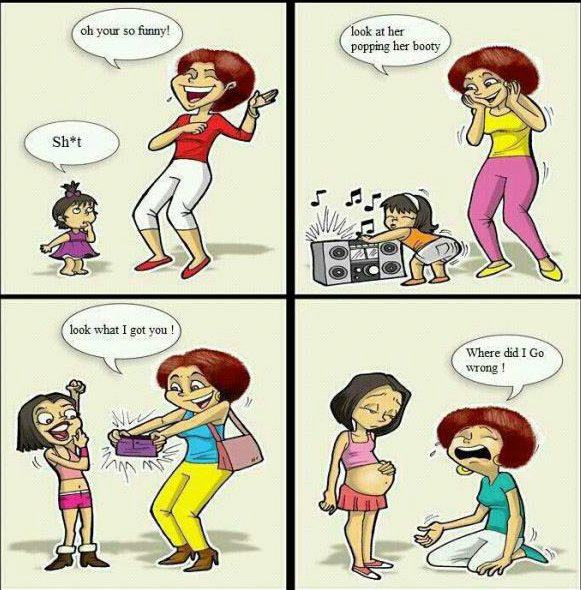 oh your so funny!
Sh*t
look at her
popping her booty
look what I got you !
Where did I Go
wrong !